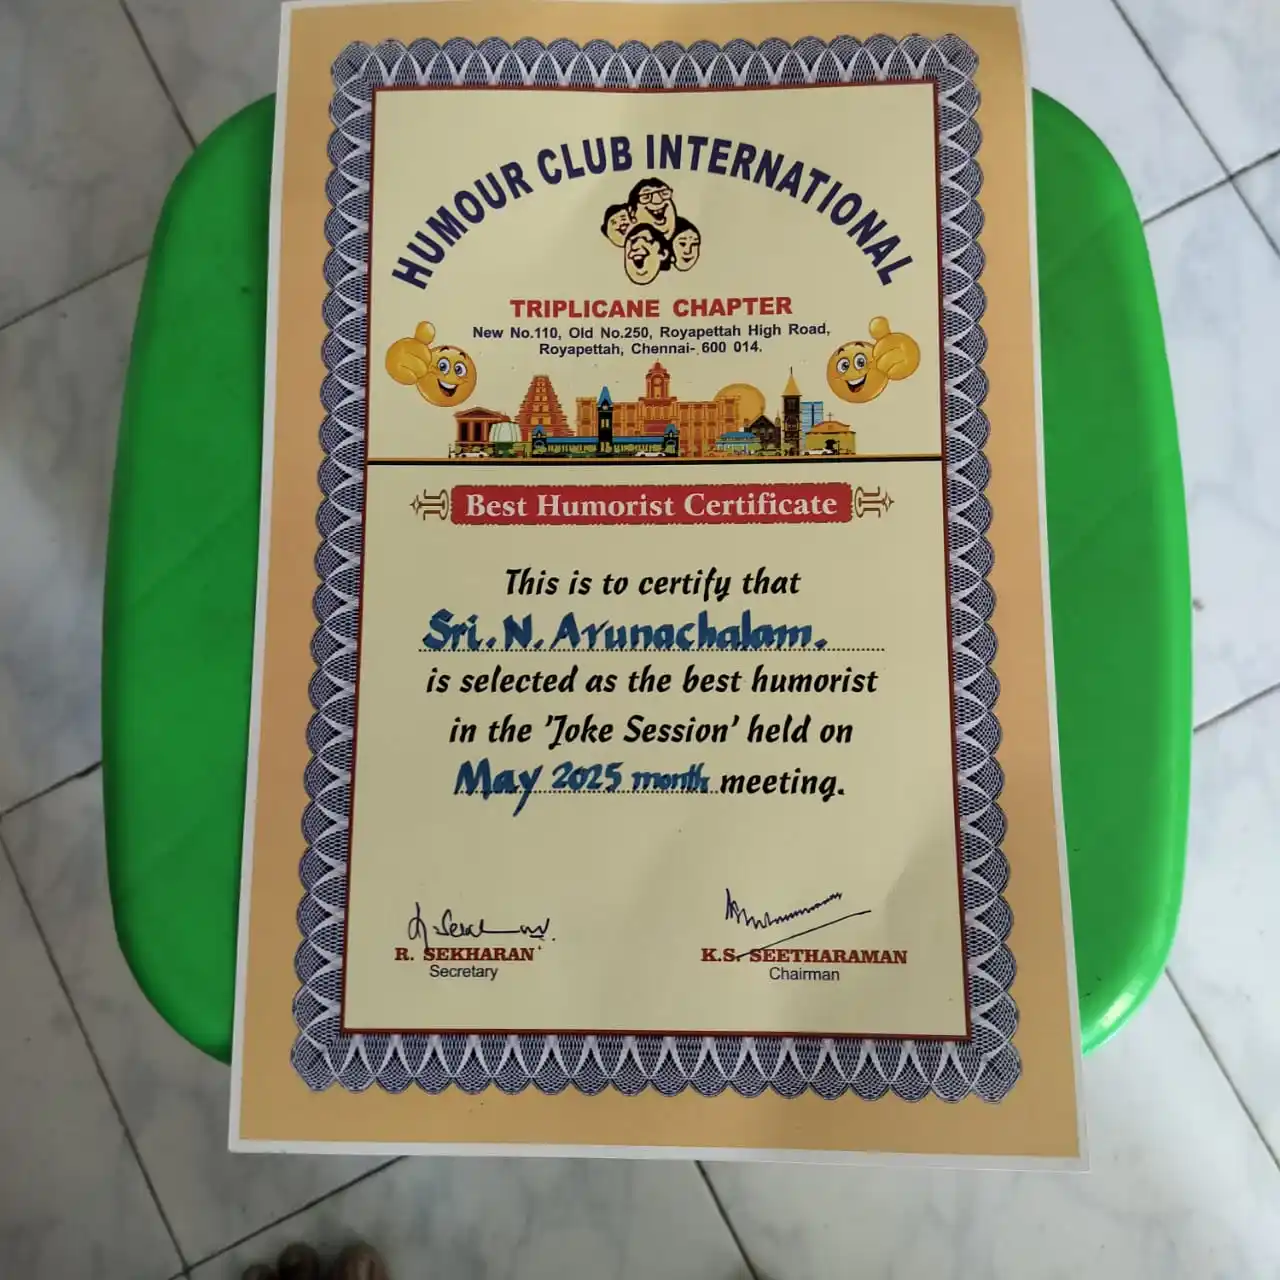 HUMOUR CLUB INTERNATIONAL
TRIPLICANE CHAPTER
New No.110, Old No.250, Royapettah High Road,
Royapettah, Chennai- 600 014.
Best Humorist Certificate
This is to certify that
Sri. N. Arunachalam.
is selected as the best humorist
in the 'Joke Session' held on
May 2025 month meeting.
R. SEKHARAN
Secretary
K.S. SEETHARAMAN
Chairman